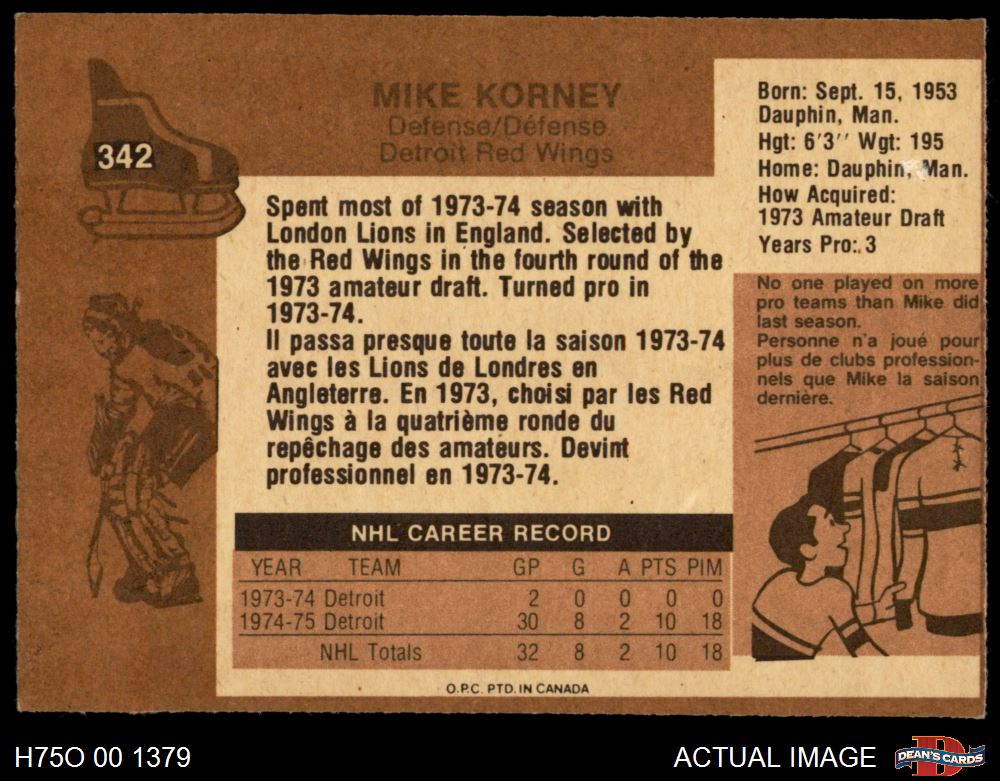 342
MIKE KORNEY
Defense/Défense
Detroit Red Wings
Born: Sept. 15, 1953
Dauphin, Man.
Hgt: 6'3'' Wgt: 195
Home: Dauphin, Man.
How Acquired:
1973 Amateur Draft
Years Pro: 3
Spent most of 1973-74 season with
London Lions in England. Selected by
the Red Wings in the fourth round of the
1973 amateur draft. Turned pro in
1973-74.
Il passa presque toute la saison 1973-74
avec les Lions de Londres en
Angleterre. En 1973, choisi par les Red
Wings à la quatrième ronde du
repêchage des amateurs. Devint
professionnel en 1973-74.
No one played on more
pro teams than Mike did
last season.
Personne n'a joué pour
plus de clubs profession-
nels que Mike la saison
dernière.
NHL CAREER RECORD
YEAR TEAM GP G A PTS PIM
1973-74 Detroit 2 0 0 0 0
1974-75 Detroit 30 8 2 10 18
NHL Totals 32 8 2 10 18
O.P.C. PTD. IN CANADA
H75O 00 1379
ACTUAL IMAGE
DEAN'S CARDS